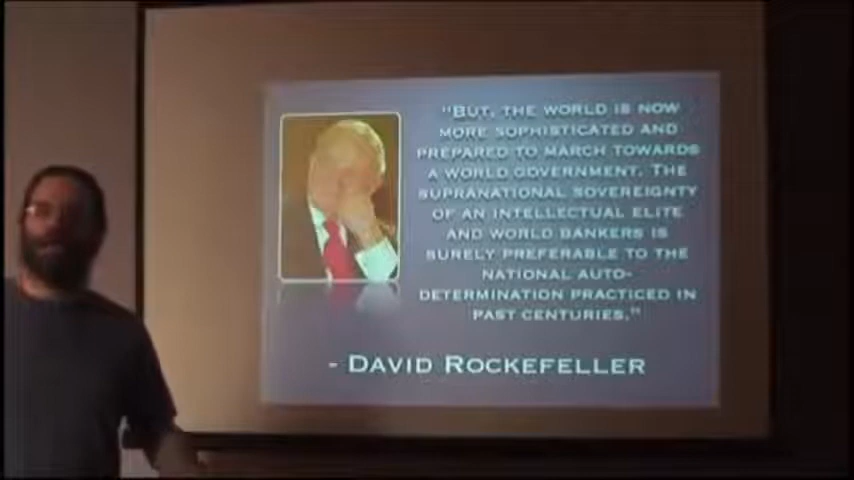 "BUT, THE WORLD IS NOW
MORE SOPHISTICATED AND
PREPARED TO MARCH TOWARDS
A WORLD GOVERNMENT. THE
SUPRANATIONAL SOVEREIGNTY
OF AN INTELLECTUAL ELITE
AND WORLD BANKERS IS
SURELY PREFERABLE TO THE
NATIONAL AUTO-
DETERMINATION PRACTICED IN
PAST CENTURIES."
- DAVID ROCKEFELLER